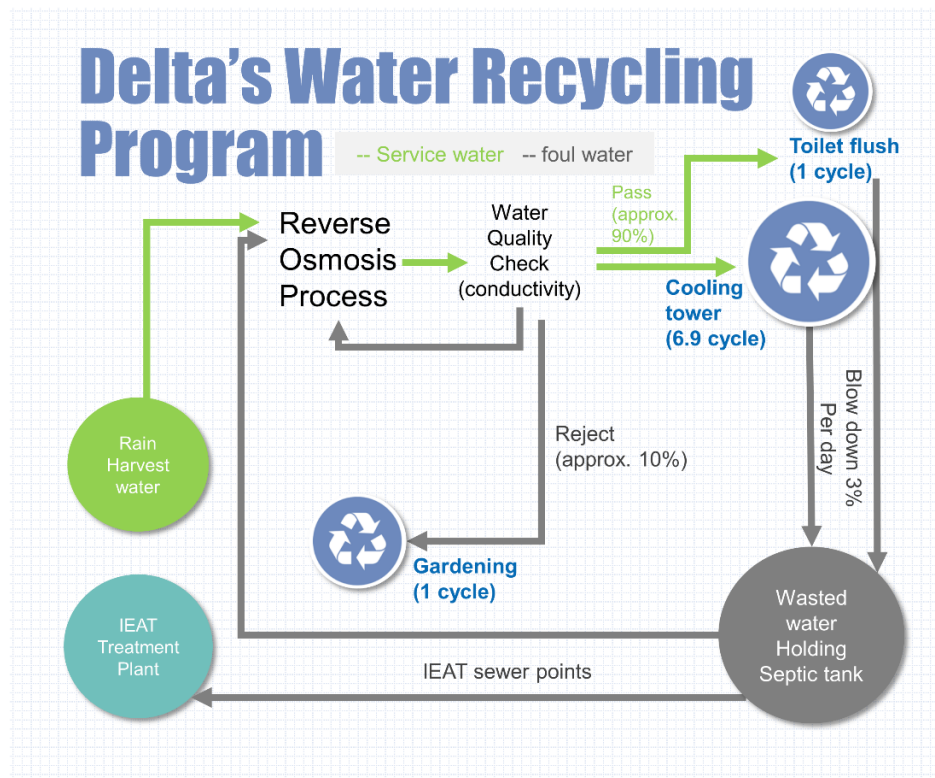 Delta's Water Recycling
Program
-- Service water -- foul water
Toilet flush
(1 cycle)
Pass
(approx.
90%)
Reverse
Osmosis
Process
Water
Quality
Check
(conductivity)
Cooling
tower
(6.9 cycle)
Blow down 3%
Per day
Rain
Harvest
water
Reject
(approx. 10%)
Gardening
(1 cycle)
Wasted
water
Holding
Septic tank
IEAT
Treatment
Plant
IEAT sewer points